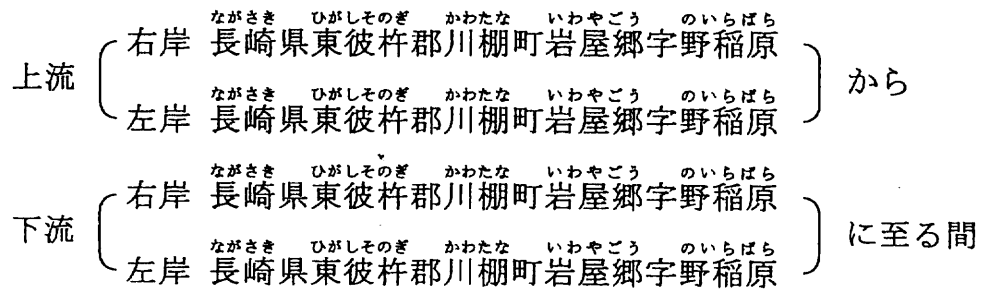 ながさき ひがしそのぎ かわたな いわやごう のいらばら
右岸 長崎県東彼杵郡川棚町岩屋郷字野稲原
上流 から
ながさき ひがしそのぎ かわたな いわやごう のいらばら
左岸 長崎県東彼杵郡川棚町岩屋郷字野稲原
ながさき ひがしそのぎ かわたな いわやごう のいらばら
右岸 長崎県東彼杵郡川棚町岩屋郷字野稲原
下流 に至る間
ながさき ひがしそのぎ かわたな いわやごう のいらばら
左岸 長崎県東彼杵郡川棚町岩屋郷字野稲原